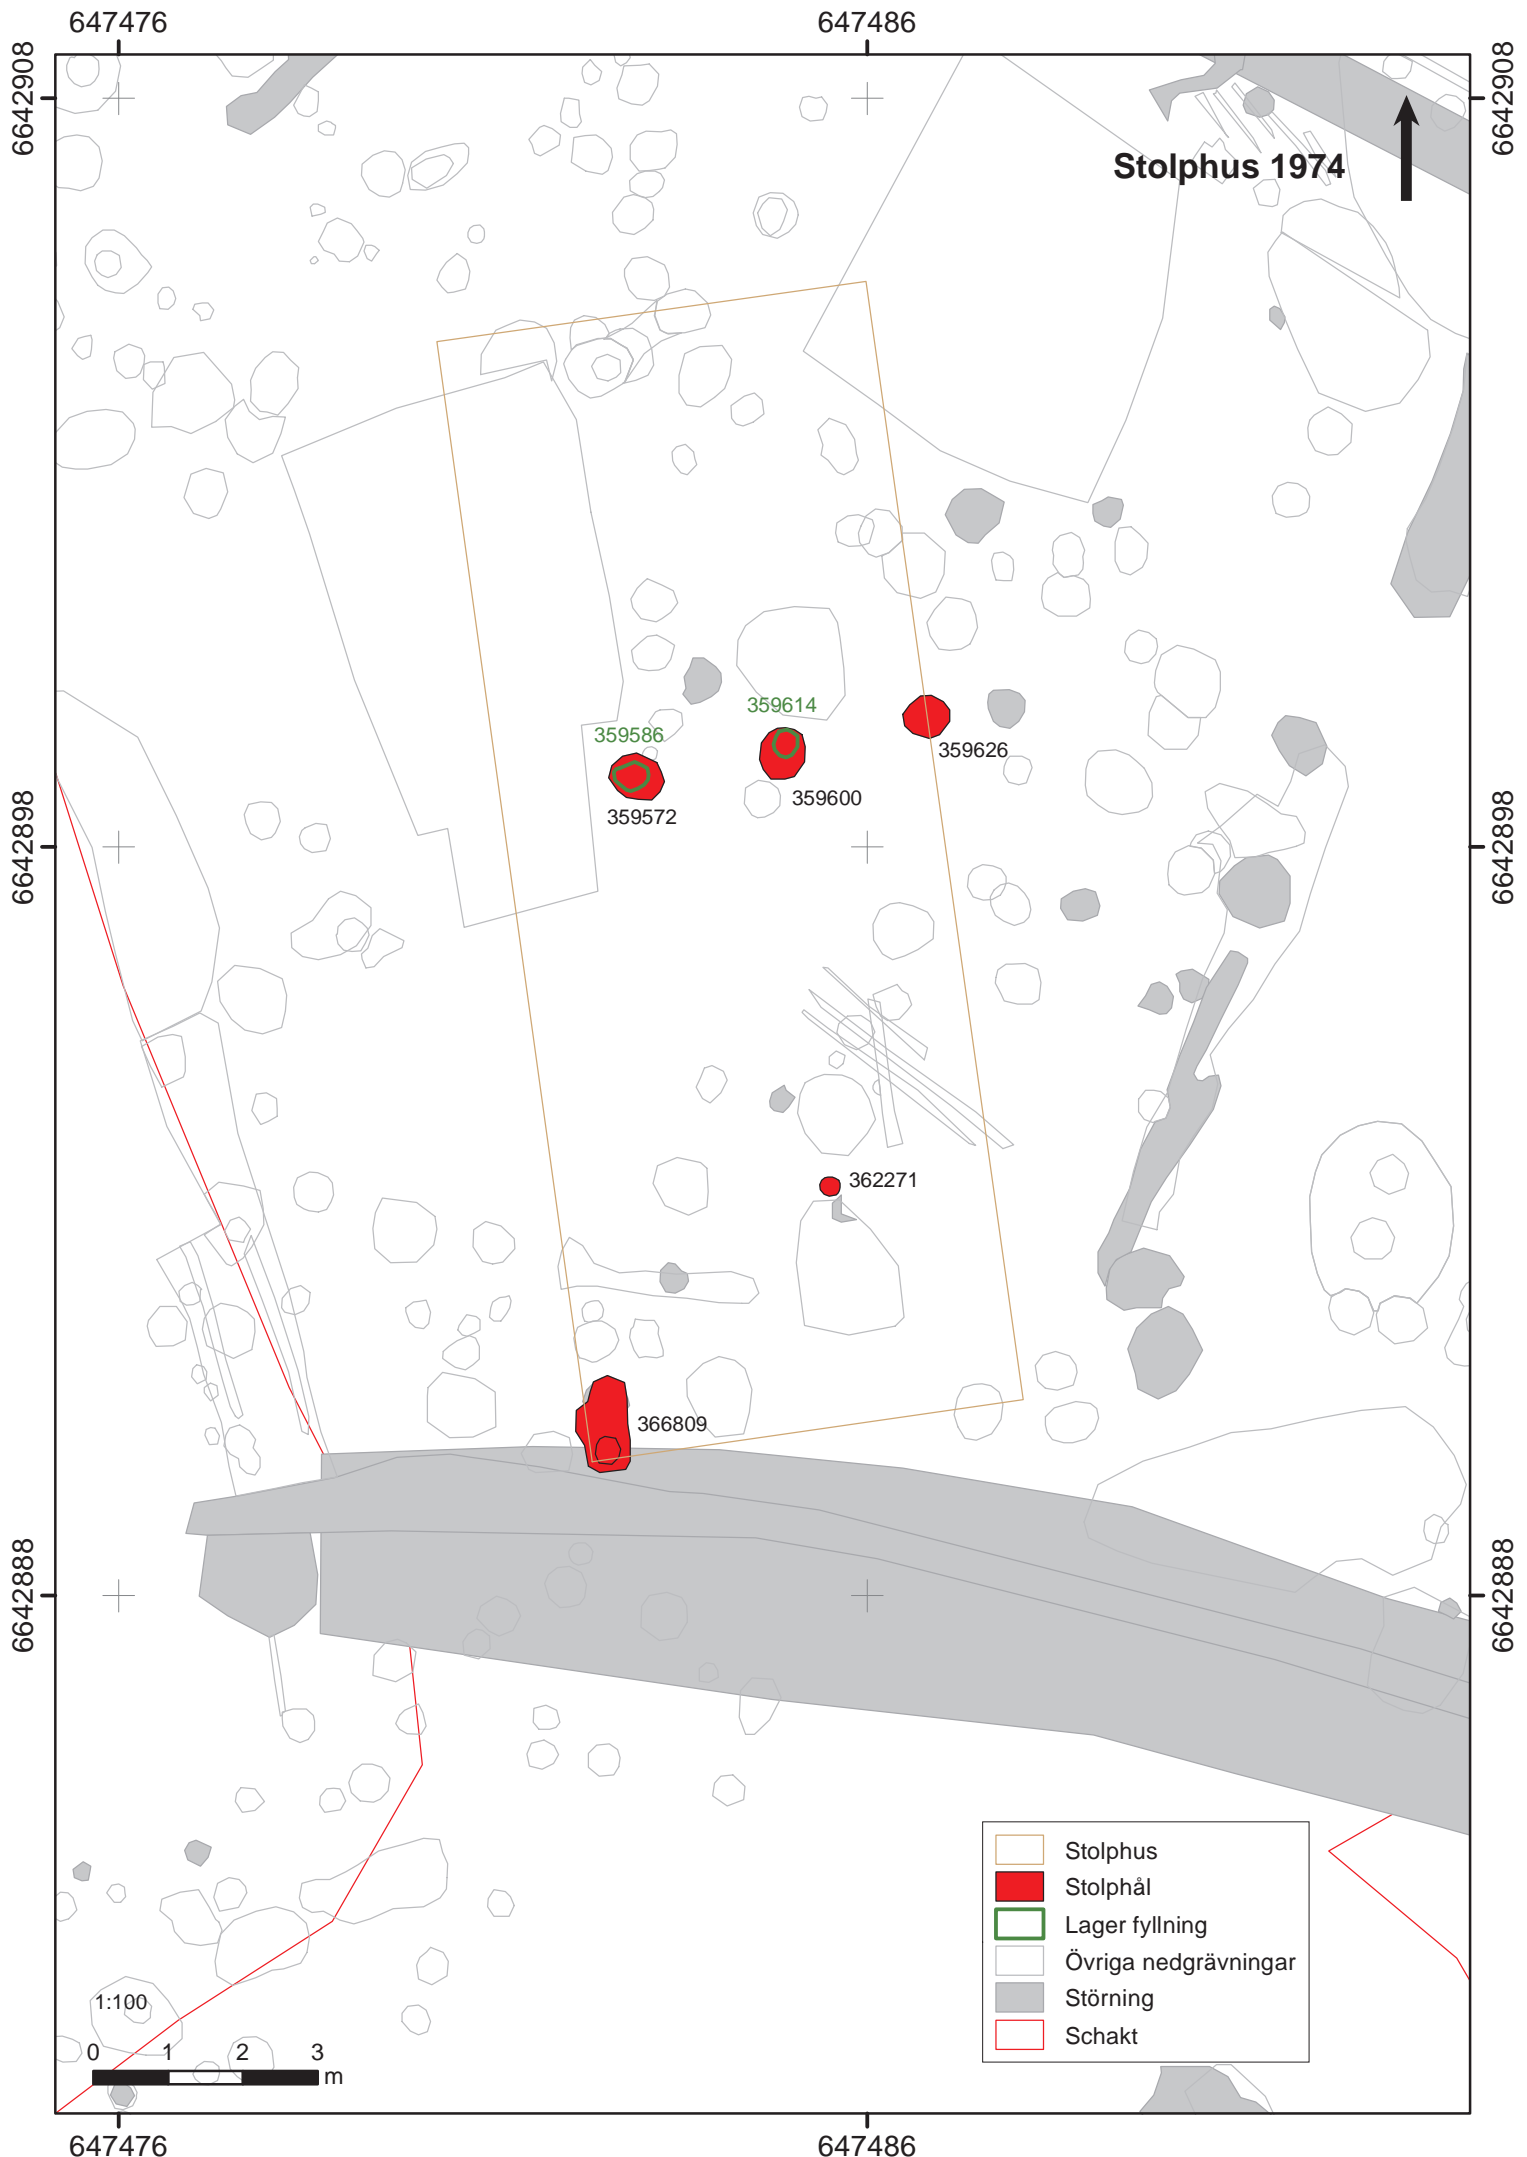 647476
647486
6642908
6642908
Stolphus 1974
359614
359586
359626
359600
359572
6642898
6642898
362271
366809
6642888
6642888
Stolphus
Stolphål
Lager fyllning
Övriga nedgrävningar
Störning
Schakt
1:100
0 1 2 3
m
647476
647486